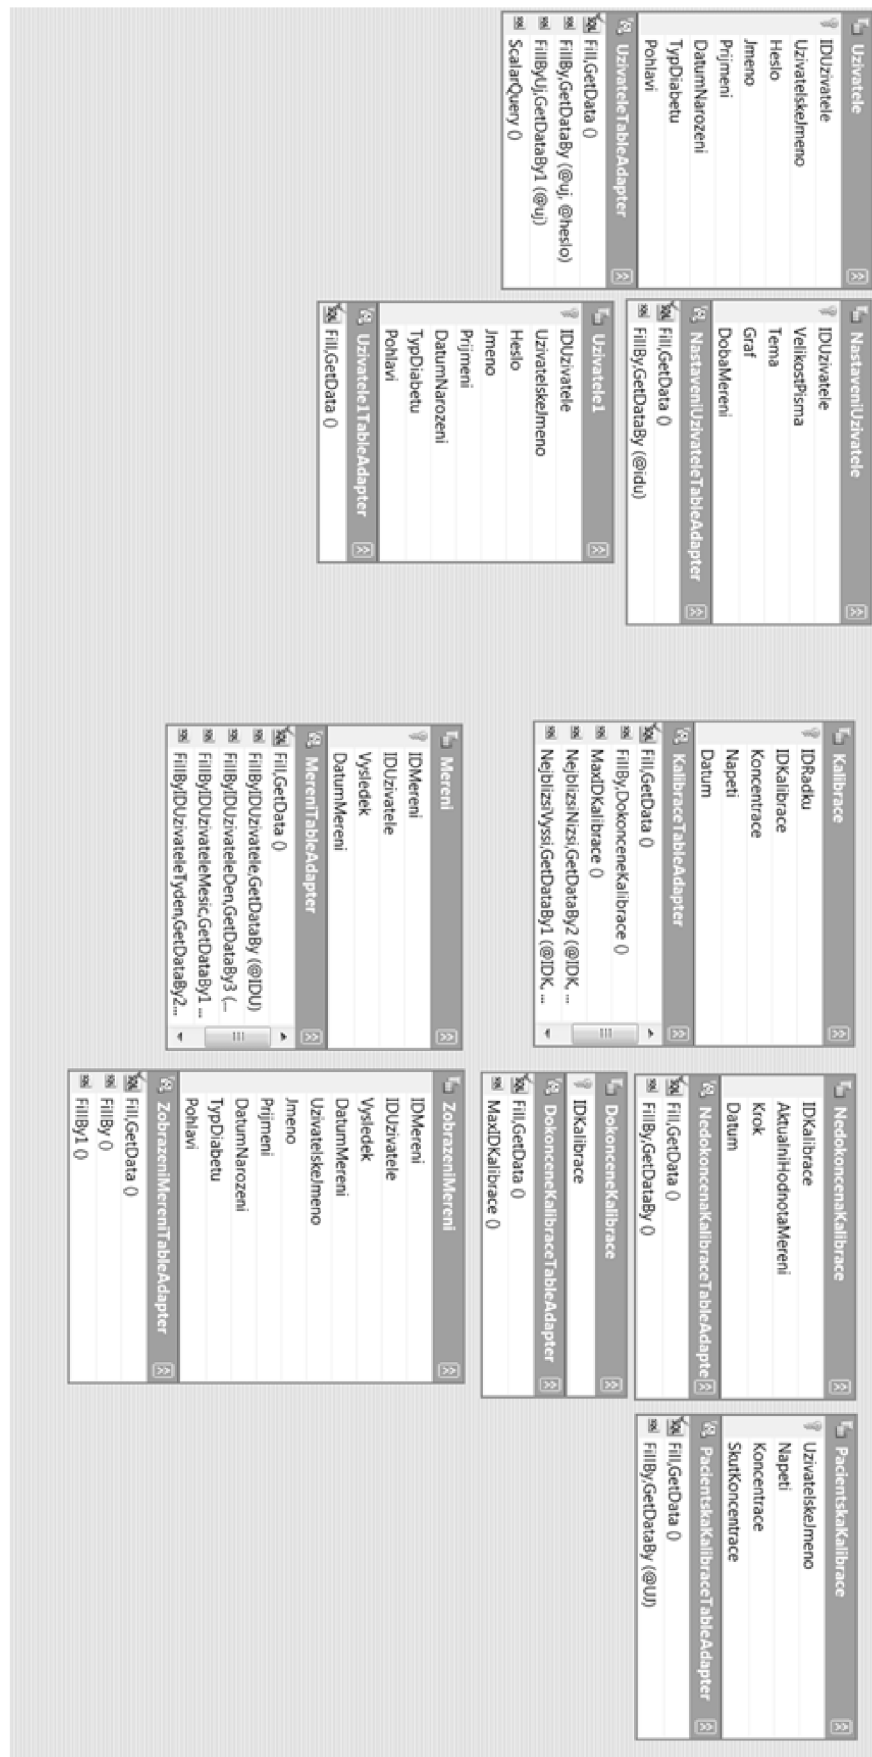 Uzivatele
IDUzivatele
UzivatelskeJmeno
Heslo
Jmeno
Prijmeni
DatumNarozeni
TypDiabetu
Pohlavi
UzivateleTableAdapter
Fill,GetData ()
FillBy,GetDataBy (@uj, @heslo)
FillByUj,GetDataBy1 (@uj)
ScalarQuery ()
NastaveniUzivatele
IDUzivatele
VelikostPisma
Tema
Graf
DobaMereni
NastaveniUzivateleTableAdapter
Fill,GetData ()
FillBy,GetDataBy (@idu)
Uzivatele1
IDUzivatele
UzivatelskeJmeno
Heslo
Jmeno
Prijmeni
DatumNarozeni
TypDiabetu
Pohlavi
Uzivatele1TableAdapter
Fill,GetData ()
Kalibrace
IDRadku
IDKalibrace
Koncentrace
Napeti
Datum
KalibraceTableAdapter
Fill,GetData ()
FillBy,DokonceneKalibrace ()
MaxIDKalibrace ()
NejblizsiNizsi,GetDataBy2 (@IDK, ...
NejblizsiVyssi,GetDataBy1 (@IDK, ...
Mereni
IDMereni
IDUzivatele
Vysledek
DatumMereni
MereniTableAdapter
Fill,GetData ()
FillByIDUzivatele,GetDataBy (@IDU)
FillByIDUzivateleDen,GetDataBy3 (...
FillByIDUzivateleMesic,GetDataBy1 ...
FillByIDUzivateleTyden,GetDataBy2...
NedokoncenaKalibrace
IDKalibrace
AktualniHodnotaMereni
Krok
Datum
NedokoncenaKalibraceTableAdapte
Fill,GetData ()
FillBy,GetDataBy ()
DokonceneKalibrace
IDKalibrace
DokonceneKalibraceTableAdapter
Fill,GetData ()
MaxIDKalibrace ()
ZobrazeniMereni
IDMereni
IDUzivatele
Vysledek
DatumMereni
UzivatelskeJmeno
Jmeno
Prijmeni
DatumNarozeni
TypDiabetu
Pohlavi
ZobrazeniMereniTableAdapter
Fill,GetData ()
FillBy ()
FillBy1 ()
PacientskaKalibrace
UzivatelskeJmeno
Napeti
Koncentrace
SkutKoncentrace
PacientskaKalibraceTableAdapter
Fill,GetData ()
FillBy,GetDataBy (@UJ)